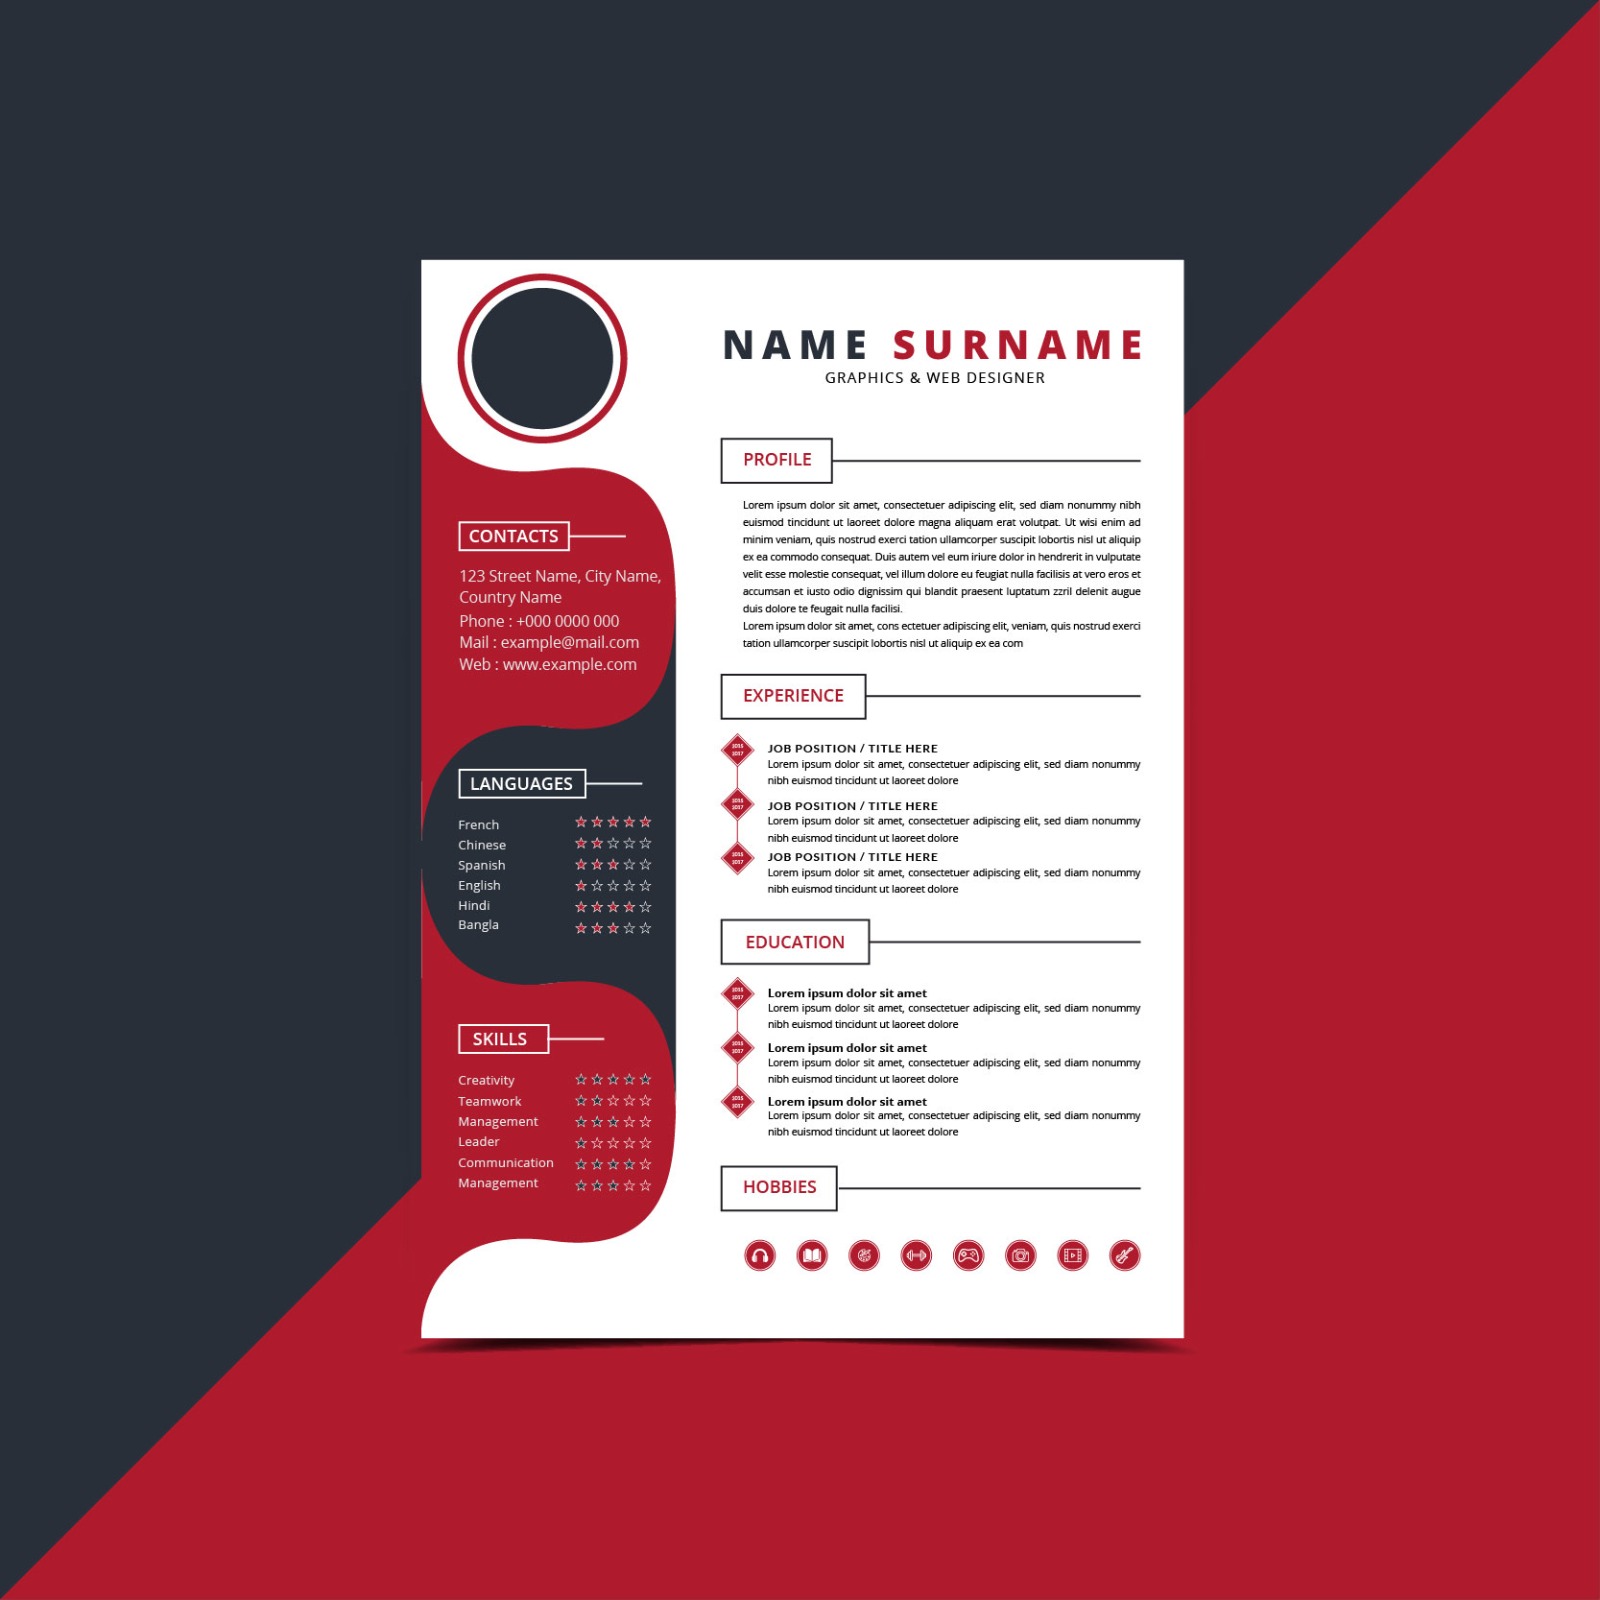 NAME SURNAME
GRAPHICS & WEB DESIGNER
CONTACTS
123 Street Name, City Name,
Country Name
Phone : +000 0000 000
Mail : example@mail.com
Web : www.example.com
LANGUAGES
French
Chinese
Spanish
English
Hindi
Bangla
SKILLS
Creativity
Teamwork
Management
Leader
Communication
Management
PROFILE
Lorem ipsum dolor sit amet, consectetuer adipiscing elit, sed diam nonummy nibh
euismod tincidunt ut laoreet dolore magna aliquam erat volutpat. Ut wisi enim ad
minim veniam, quis nostrud exerci tation ullamcorper suscipit lobortis nisl ut aliquip
ex ea commodo consequat. Duis autem vel eum iriure dolor in hendrerit in vulputate
velit esse molestie consequat, vel illum dolore eu feugiat nulla facilisis at vero eros et
accumsan et iusto odio dignissim qui blandit praesent luptatum zzril delenit augue
duis dolore te feugait nulla facilisi.
Lorem ipsum dolor sit amet, cons ectetuer adipiscing elit, veniam, quis nostrud exerci
tation ullamcorper suscipit lobortis nisl ut aliquip ex ea com
EXPERIENCE
JOB POSITION / TITLE HERE
Lorem ipsum dolor sit amet, consectetuer adipiscing elit, sed diam nonummy
nibh euismod tincidunt ut laoreet dolore
JOB POSITION / TITLE HERE
Lorem ipsum dolor sit amet, consectetuer adipiscing elit, sed diam nonummy
nibh euismod tincidunt ut laoreet dolore
JOB POSITION / TITLE HERE
Lorem ipsum dolor sit amet, consectetuer adipiscing elit, sed diam nonummy
nibh euismod tincidunt ut laoreet dolore
EDUCATION
Lorem ipsum dolor sit amet
Lorem ipsum dolor sit amet, consectetuer adipiscing elit, sed diam nonummy
nibh euismod tincidunt ut laoreet dolore
Lorem ipsum dolor sit amet
Lorem ipsum dolor sit amet, consectetuer adipiscing elit, sed diam nonummy
nibh euismod tincidunt ut laoreet dolore
Lorem ipsum dolor sit amet
Lorem ipsum dolor sit amet, consectetuer adipiscing elit, sed diam nonummy
nibh euismod tincidunt ut laoreet dolore
HOBBIES